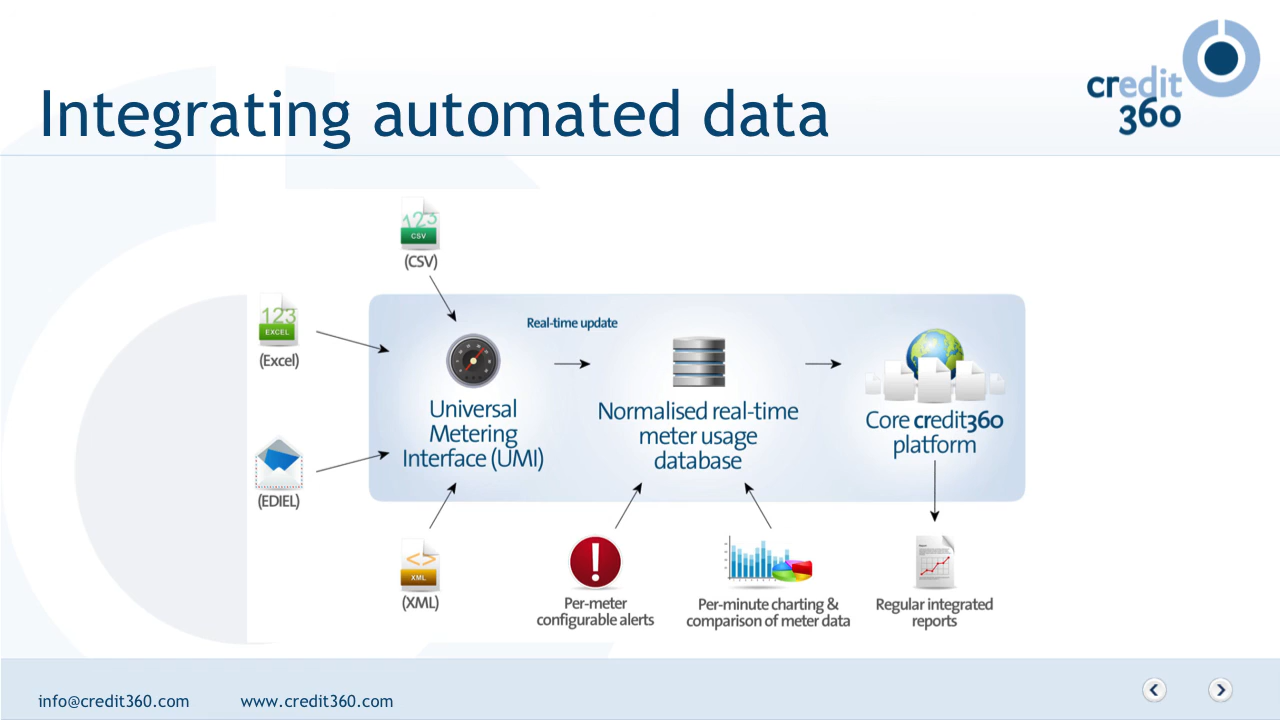 credit
360
Integrating automated data
123
CSV
(CSV)
123
EXCEL
(Excel)
Real-time update
Universal
Metering
Interface (UMI)
Normalised real-time
meter usage
database
Core credit360
platform
(EDIEL)
<>
XML
(XML)
!
Per-meter
configurable alerts
Per-minute charting &
comparison of meter data
Regular integrated
reports
info@credit360.com
www.credit360.com